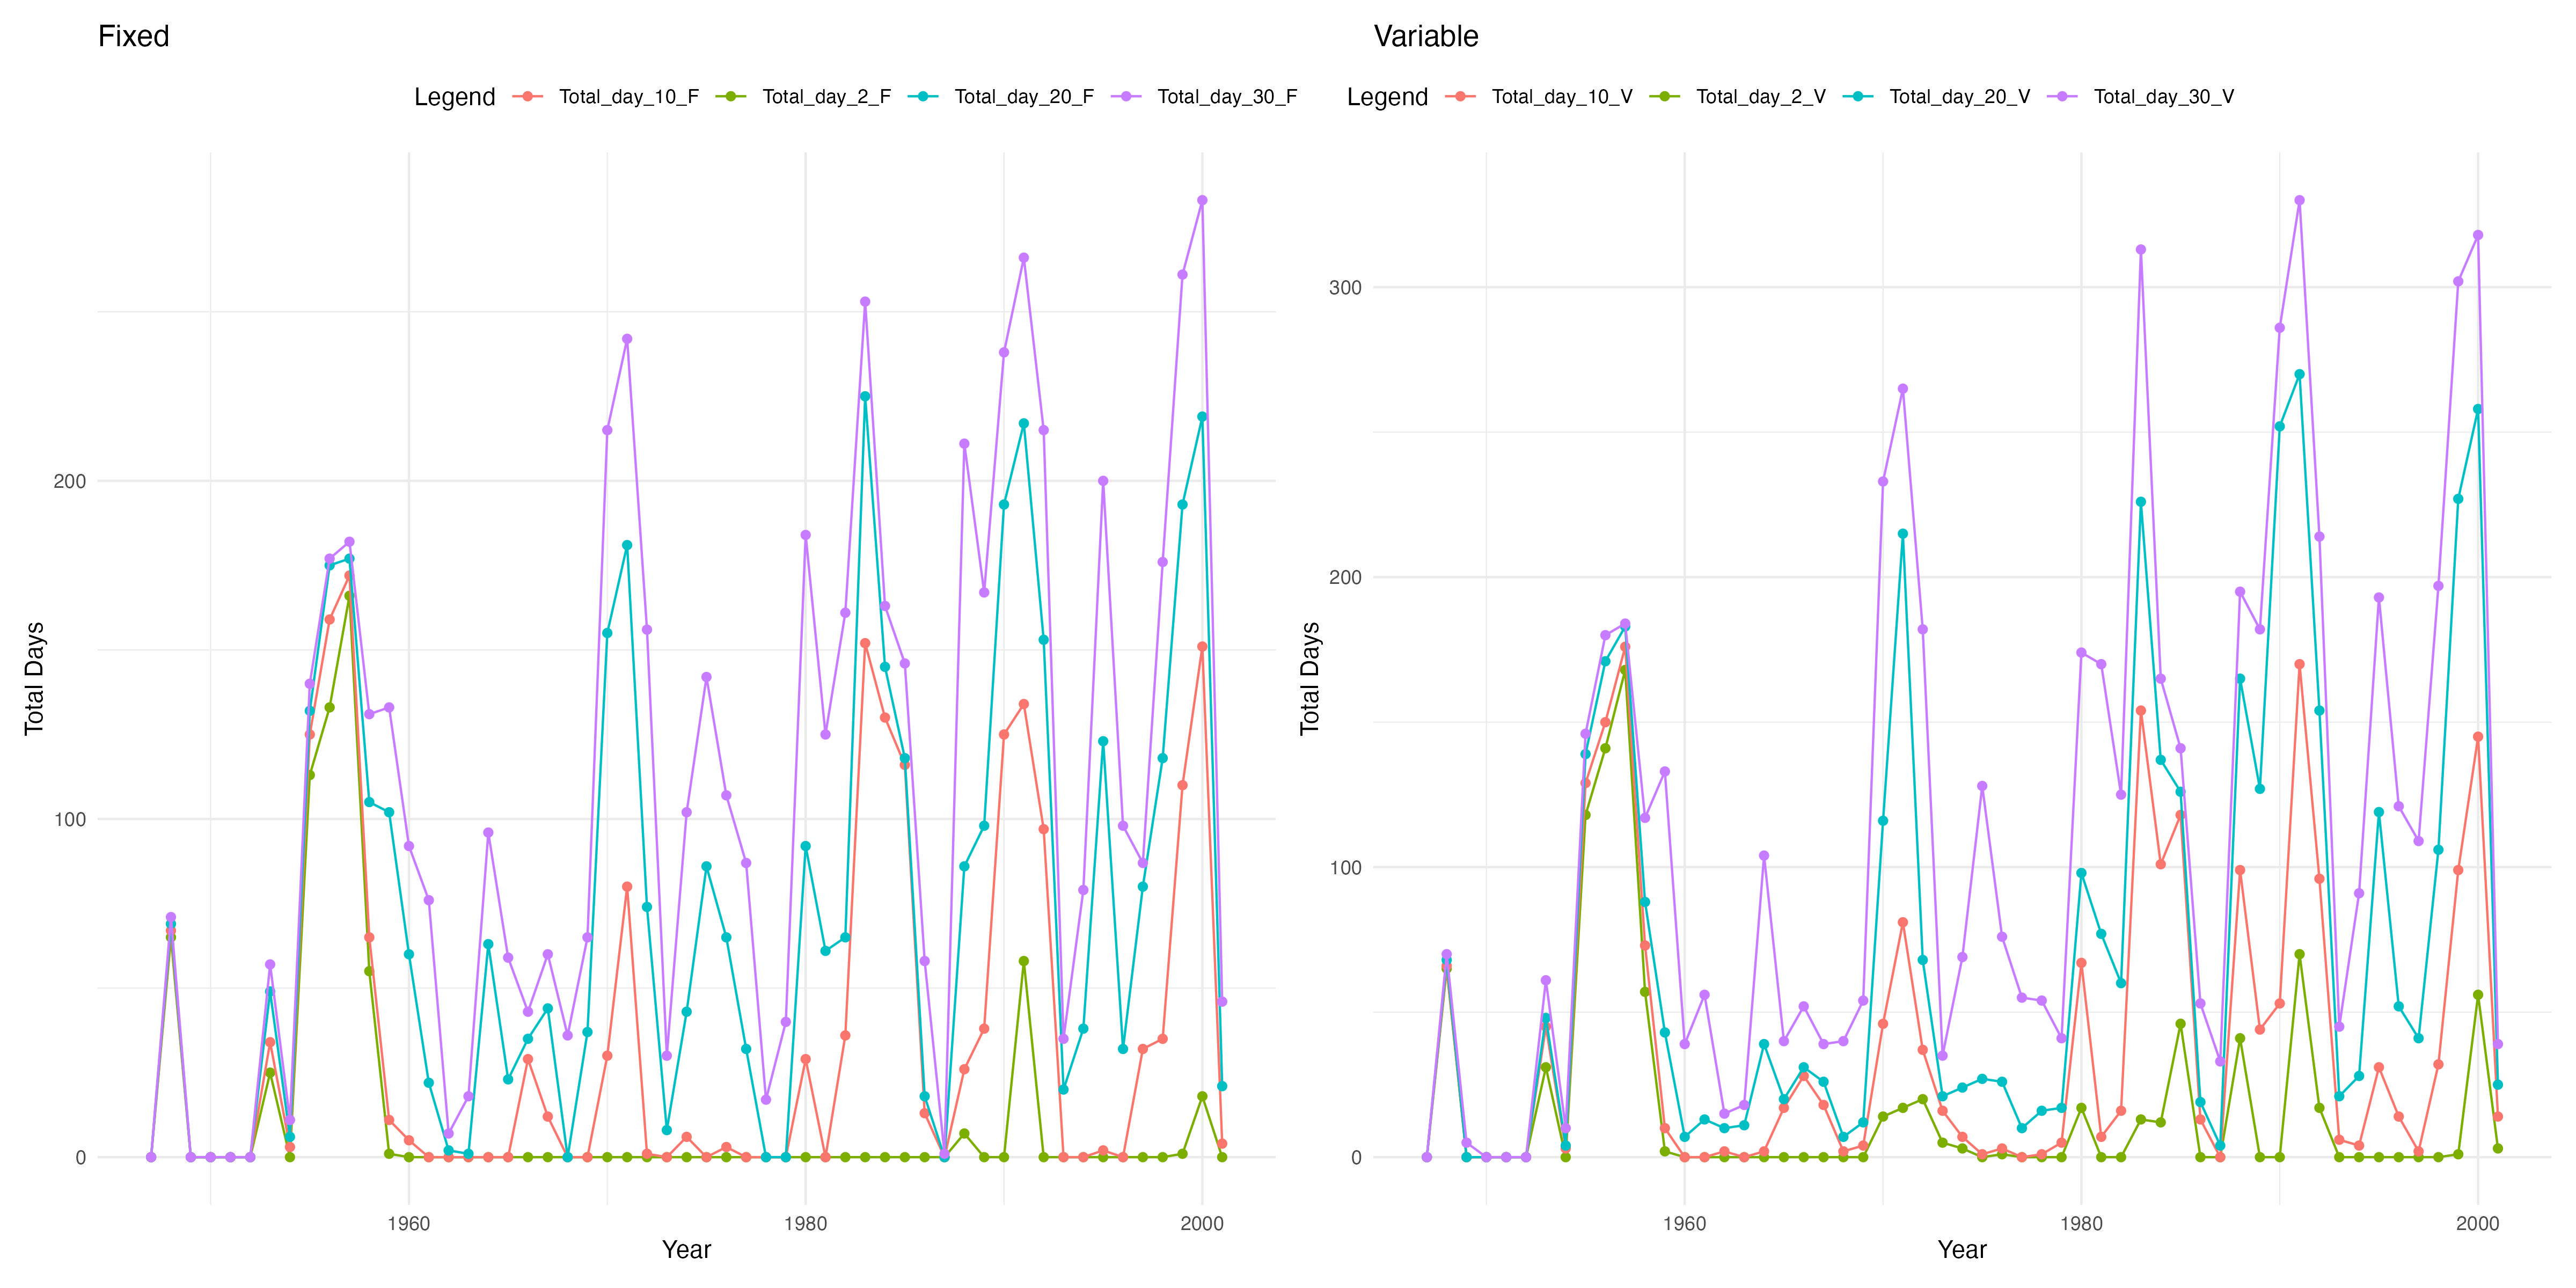 Fixed
Legend Total_day_10_F Total_day_2_F Total_day_20_F Total_day_30_F
200
100
0
Total Days
1960 1980 2000
Year
Variable
Legend Total_day_10_V Total_day_2_V Total_day_20_V Total_day_30_V
300
200
100
0
Total Days
1960 1980 2000
Year